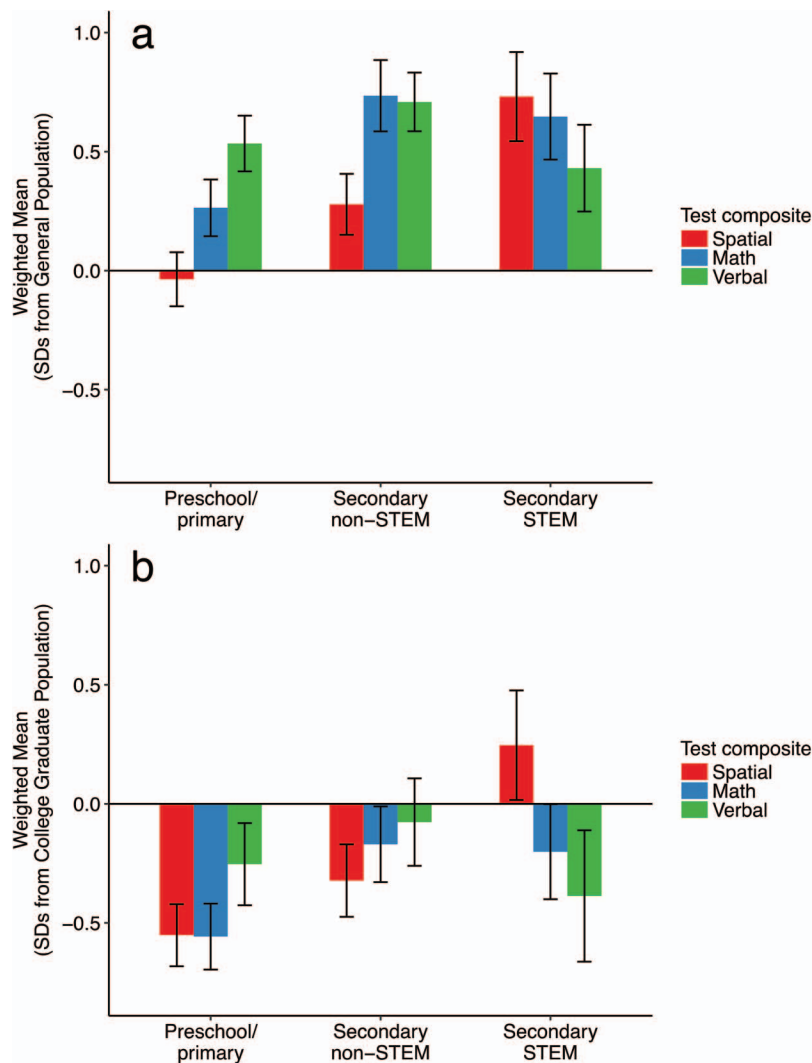 a
1.0
0.5
0.0
−0.5
Weighted Mean
(SDs from General Population)
Preschool/
primary
Secondary
non−STEM
Secondary
STEM
Test composite
Spatial
Math
Verbal
b
1.0
0.5
0.0
−0.5
Weighted Mean
(SDs from College Graduate Population)
Preschool/
primary
Secondary
non−STEM
Secondary
STEM
Test composite
Spatial
Math
Verbal